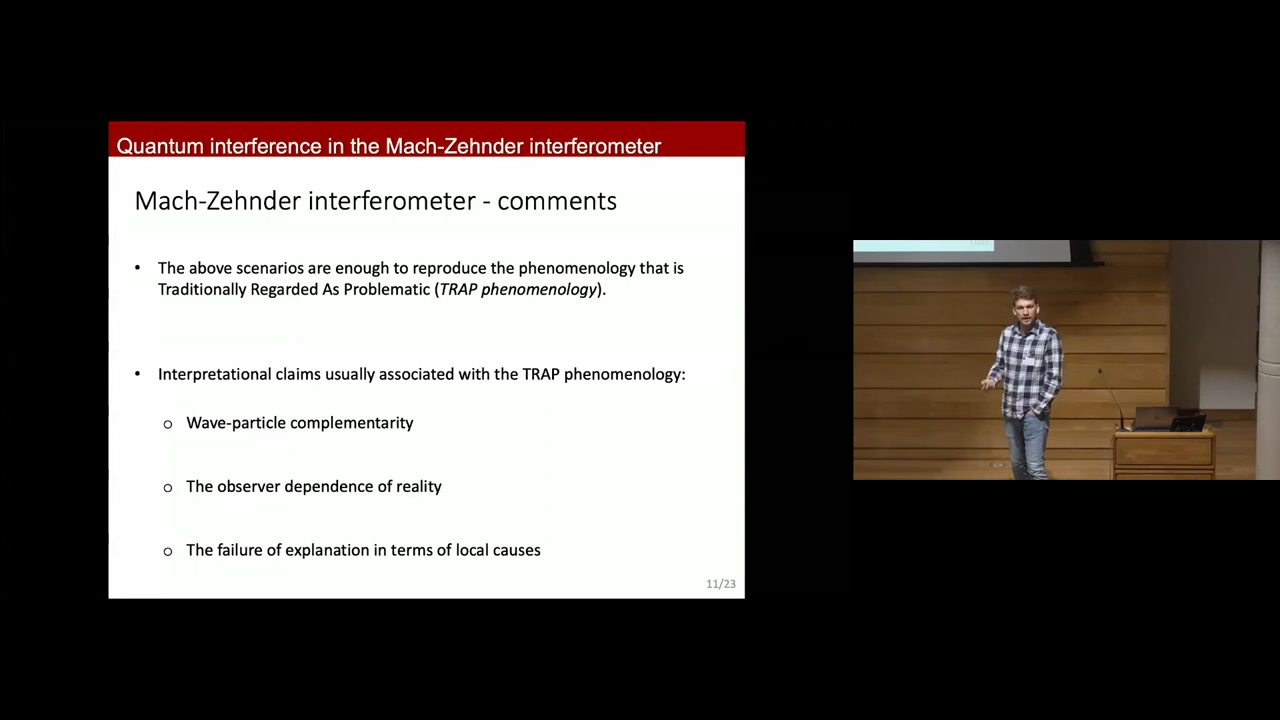 Quantum interference in the Mach-Zehnder interferometer
Mach-Zehnder interferometer - comments
• The above scenarios are enough to reproduce the phenomenology that is
Traditionally Regarded As Problematic (TRAP phenomenology).
• Interpretational claims usually associated with the TRAP phenomenology:
o Wave-particle complementarity
o The observer dependence of reality
o The failure of explanation in terms of local causes
11/23